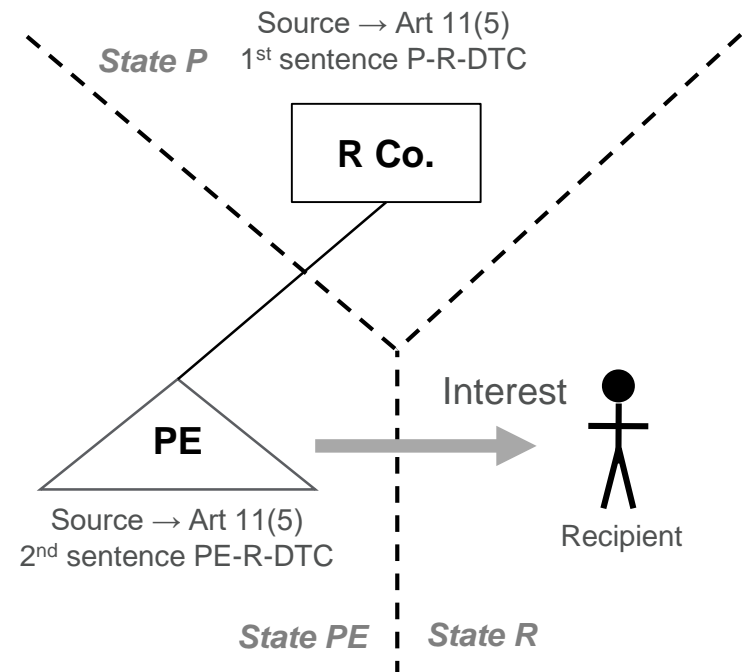 Source → Art 11(5)
State P
1st sentence P-R-DTC
R Co.
Interest
PE
Recipient
Source → Art 11(5)
2nd sentence PE-R-DTC
State PE
State R